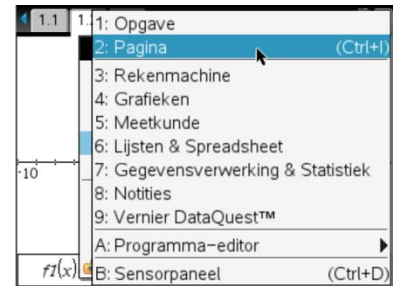 1.1 1.
1: Opgave
2: Pagina (Ctrl+I)
3: Rekenmachine
4: Grafieken
5: Meetkunde
6: Lijsten & Spreadsheet
7: Gegevensverwerking & Statistiek
8: Notities
9: Vernier DataQuest™
A: Programma-editor
B: Sensorpaneel (Ctrl+D)
-10
f1(x)